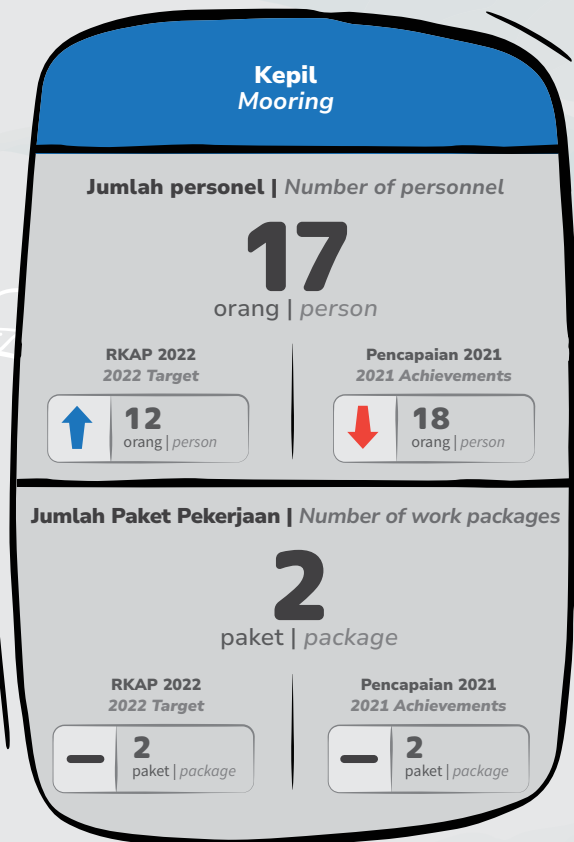 Kepil
Mooring
Jumlah personel | Number of personnel
17
orang | person
RKAP 2022
2022 Target
12
orang | person
Pencapaian 2021
2021 Achievements
18
orang | person
Jumlah Paket Pekerjaan | Number of work packages
2
paket | package
RKAP 2022
2022 Target
2
paket | package
Pencapaian 2021
2021 Achievements
2
paket | package